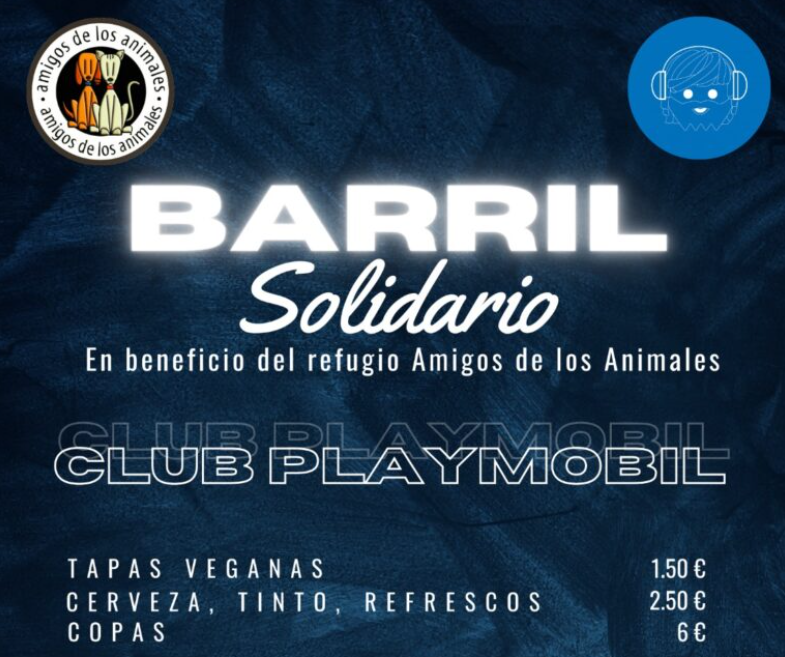 amigos de los animales · amigos de los animales ·
BARRIL
Solidario
En beneficio del refugio Amigos de los Animales
CLUB PLAYMOBIL
CLUB PLAYMOBIL
TAPAS VEGANAS 1.50 €
CERVEZA, TINTO, REFRESCOS 2.50 €
COPAS 6 €